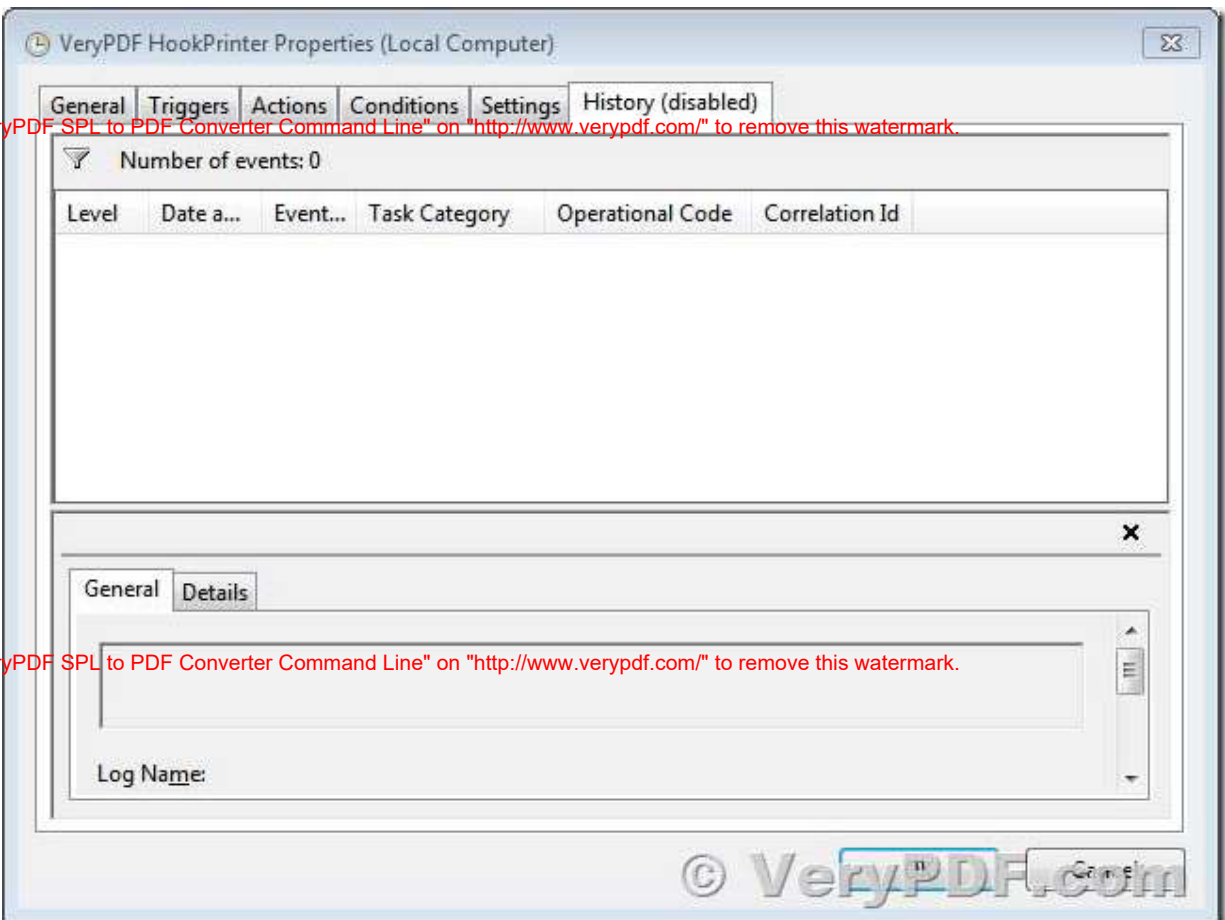 VeryPDF HookPrinter Properties (Local Computer)
General Triggers Actions Conditions Settings History (disabled)
yPDF SPL to PDF Converter Command Line" on "http://www.verypdf.com/" to remove this watermark.
Number of events: 0
Level Date a... Event... Task Category Operational Code Correlation Id
General Details
yPDF SPL to PDF Converter Command Line" on "http://www.verypdf.com/" to remove this watermark.
Log Name:
© VeryPDF.com